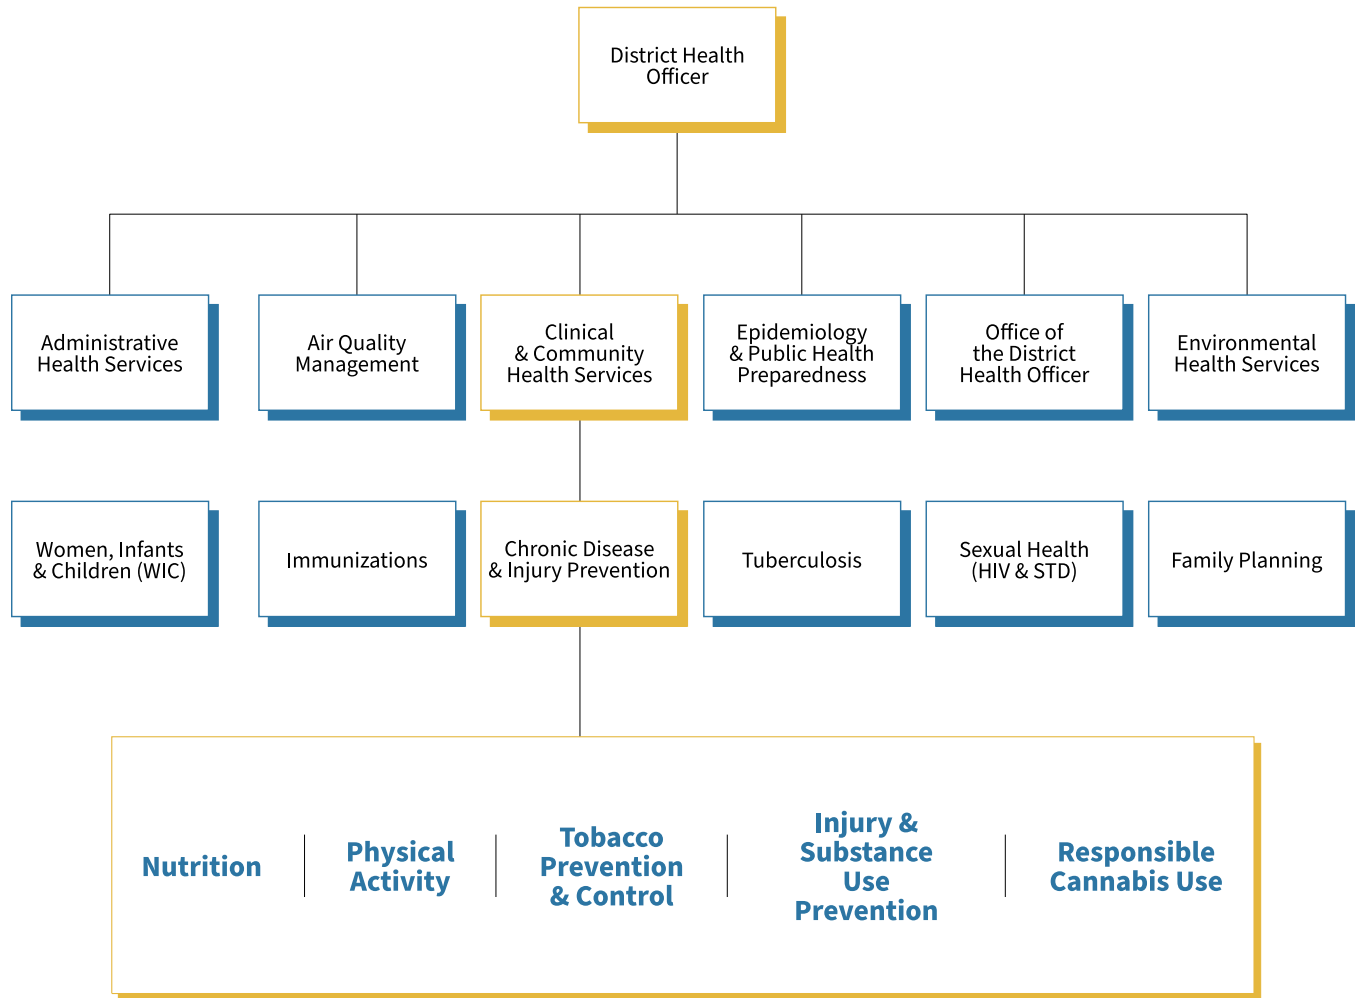 District Health
Officer
Administrative
Health Services
Air Quality
Management
Clinical
& Community
Health Services
Epidemiology
& Public Health
Preparedness
Office of
the District
Health Officer
Environmental
Health Services
Women, Infants
& Children (WIC)
Immunizations
Chronic Disease
& Injury Prevention
Tuberculosis
Sexual Health
(HIV & STD)
Family Planning
Nutrition
Physical
Activity
Tobacco
Prevention
& Control
Injury &
Substance
Use
Prevention
Responsible
Cannabis Use